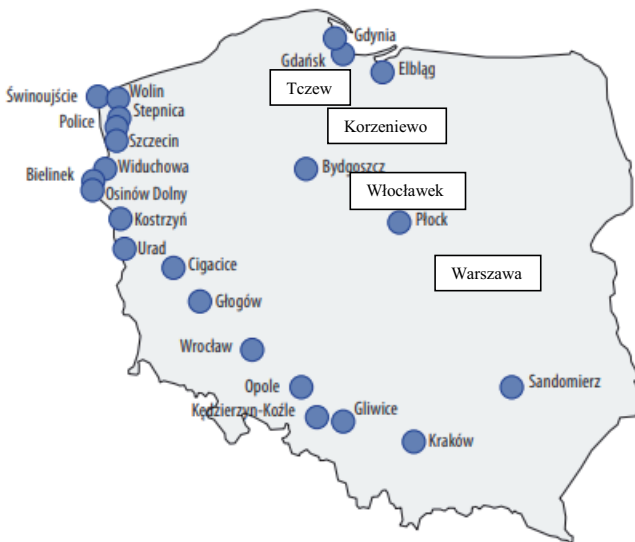 Gdynia
Gdańsk
Elbląg
Tczew
Świnoujście
Wolin
Stepnica
Police
Korzeniewo
Szczecin
Widuchowa
Bydgoszcz
Bielinek
Osinów Dolny
Włocławek
Kostrzyń
Płock
Urad
Cigacice
Warszawa
Głogów
Wrocław
Opole
Sandomierz
Kędzierzyn-Koźle
Gliwice
Kraków